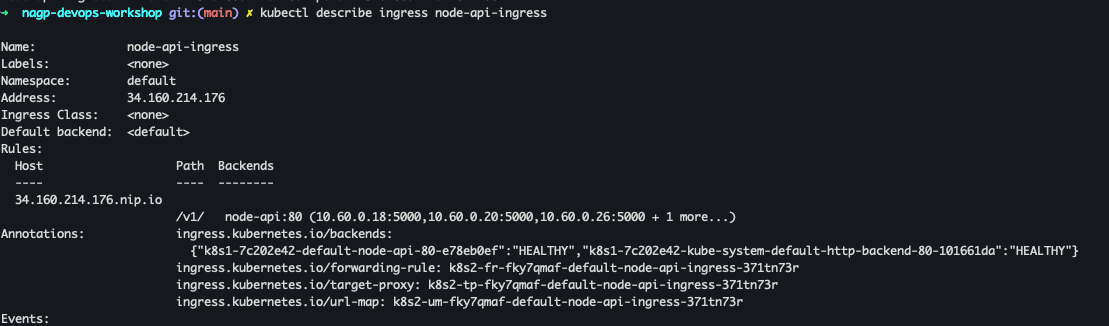 ➜  nagp-devops-workshop git:(main) ✗ kubectl describe ingress node-api-ingress
Name:             node-api-ingress
Labels:           <none>
Namespace:        default
Address:          34.160.214.176
Ingress Class:    <none>
Default backend:  <default>
Rules:
  Host                   Path  Backends
  ----                   ----  --------
  34.160.214.176.nip.io
                         /v1/   node-api:80 (10.60.0.18:5000,10.60.0.20:5000,10.60.0.26:5000 + 1 more...)
Annotations:             ingress.kubernetes.io/backends:
                           {"k8s1-7c202e42-default-node-api-80-e78eb0ef":"HEALTHY","k8s1-7c202e42-kube-system-default-http-backend-80-101661da":"HEALTHY"}
                         ingress.kubernetes.io/forwarding-rule: k8s2-fr-fky7qmaf-default-node-api-ingress-371tn73r
                         ingress.kubernetes.io/target-proxy: k8s2-tp-fky7qmaf-default-node-api-ingress-371tn73r
                         ingress.kubernetes.io/url-map: k8s2-um-fky7qmaf-default-node-api-ingress-371tn73r
Events: